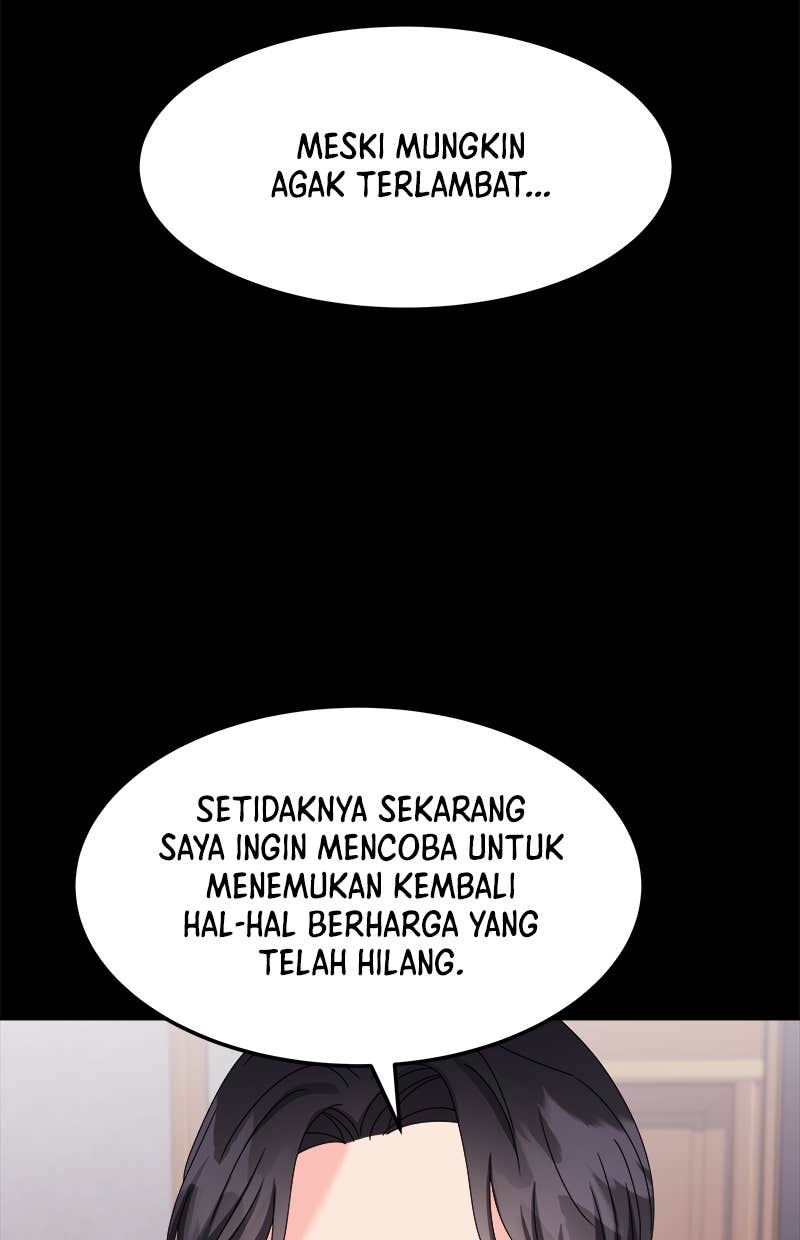 MESKI MUNGKIN
AGAK TERLAMBAT...
SETIDAKNYA SEKARANG
SAYA INGIN MENCOBA UNTUK
MENEMUKAN KEMBALI
HAL-HAL BERHARGA YANG
TELAH HILANG.